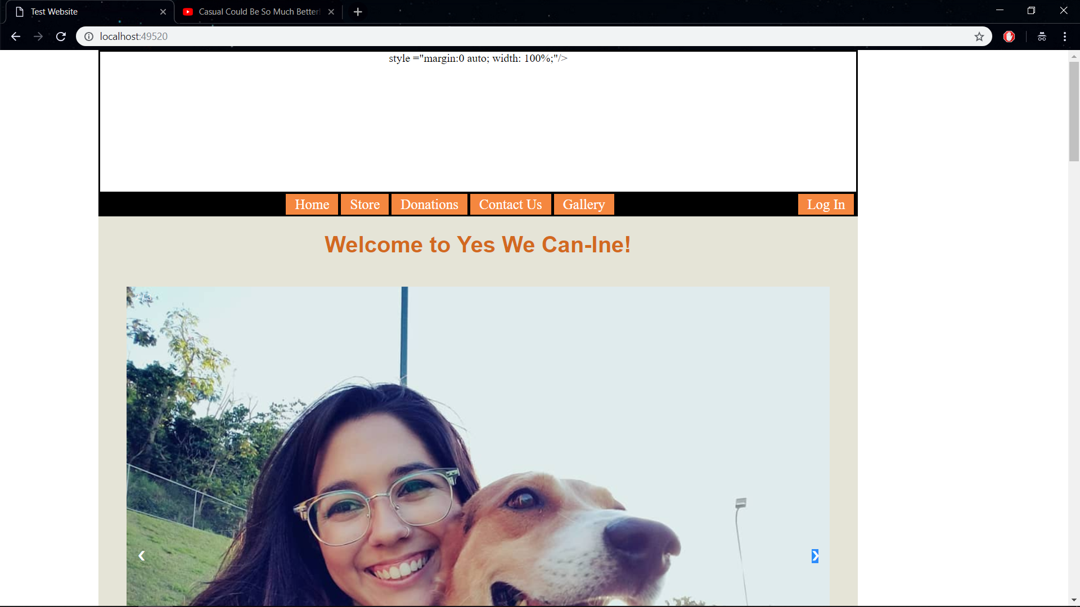 Test Website
Casual Could Be So Much Better
localhost:49520
style ="margin:0 auto; width: 100%;"/>
Home Store Donations Contact Us Gallery Log In
Welcome to Yes We Can-Ine!